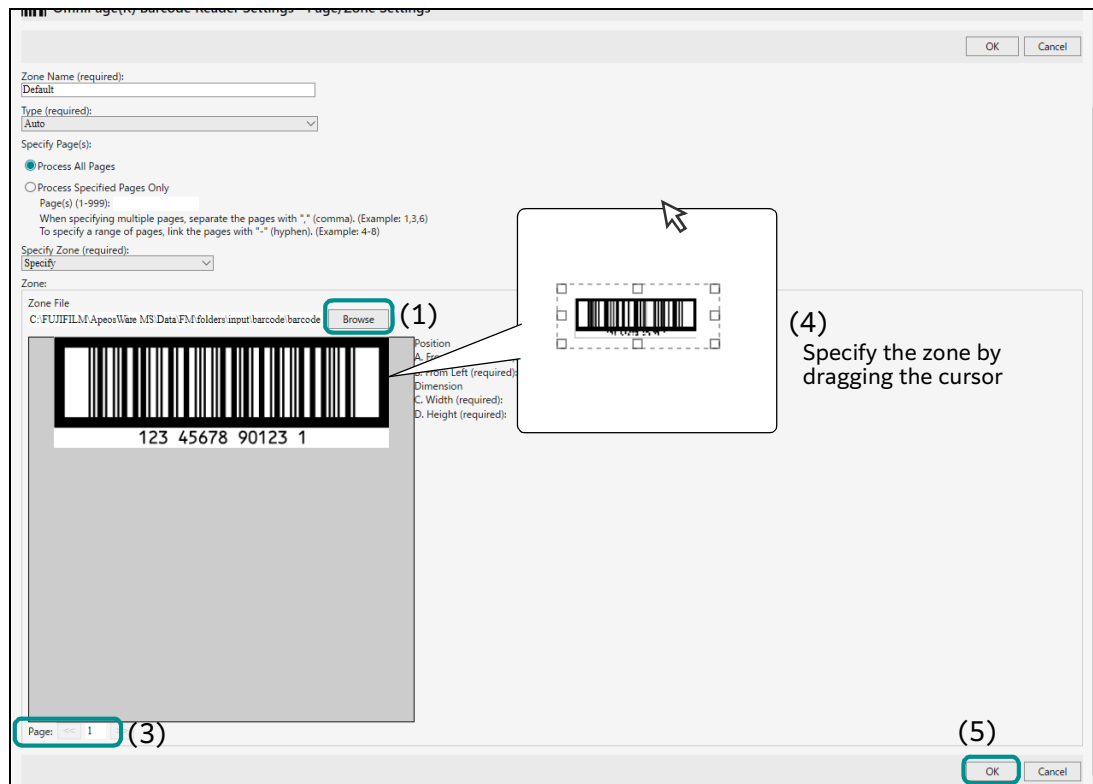 OmniPage(R) Barcode Reader Settings - Page/Zone Settings
OK Cancel
Zone Name (required):
Default
Type (required):
Auto
Specify Page(s):
Process All Pages
Process Specified Pages Only
Page(s) (1-999):
When specifying multiple pages, separate the pages with "," (comma). (Example: 1,3,6)
To specify a range of pages, link the pages with "-" (hyphen). (Example: 4-8)
Specify Zone (required):
Specify
Zone:
Zone File
C:\FUJIFILM\ApeosWare MS\Data\FM\folders\input\barcode\barcode Browse (1)
Position
A.
From Left (required):
Dimension
C. Width (required):
D. Height (required):
123 45678 90123 1
(4)
Specify the zone by
dragging the cursor
Page: << 1 (3)
(5)
OK Cancel